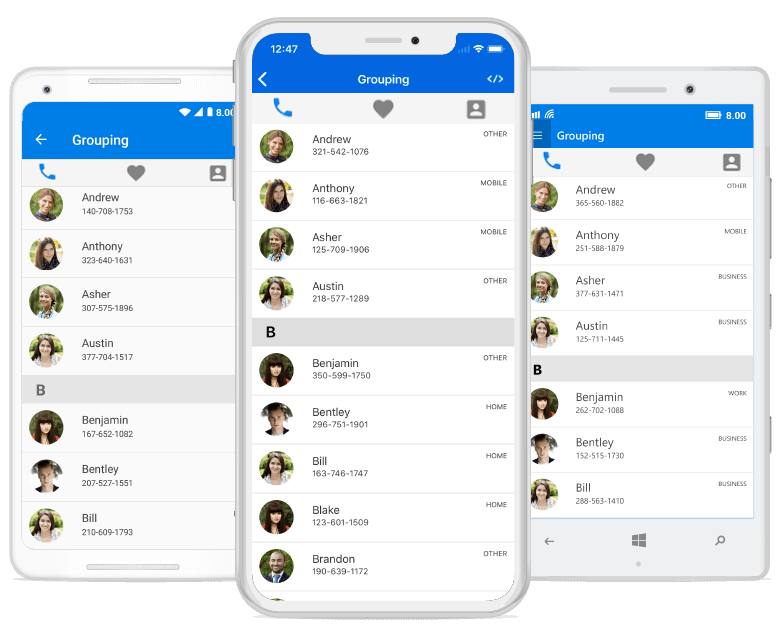 8.00
Grouping
Andrew
140-708-1753
Anthony
323-640-1631
Asher
307-575-1896
Austin
377-704-1517
B
Benjamin
167-652-1082
Bentley
207-527-1551
Bill
210-609-1793
12:47
Grouping
</>
Andrew
OTHER
321-542-1076
Anthony
MOBILE
116-663-1821
Asher
MOBILE
125-709-1906
Austin
OTHER
218-577-1289
B
Benjamin
OTHER
350-599-1750
Bentley
HOME
296-751-1901
Bill
HOME
163-746-1747
Blake
HOME
123-601-1509
Brandon
OTHER
190-639-1172
8.00
Grouping
Andrew
OTHER
365-560-1882
Anthony
MOBILE
251-588-1879
Asher
BUSINESS
377-631-1471
Austin
BUSINESS
125-711-1445
B
Benjamin
WORK
262-702-1088
Bentley
BUSINESS
152-515-1730
Bill
BUSINESS
288-563-1410